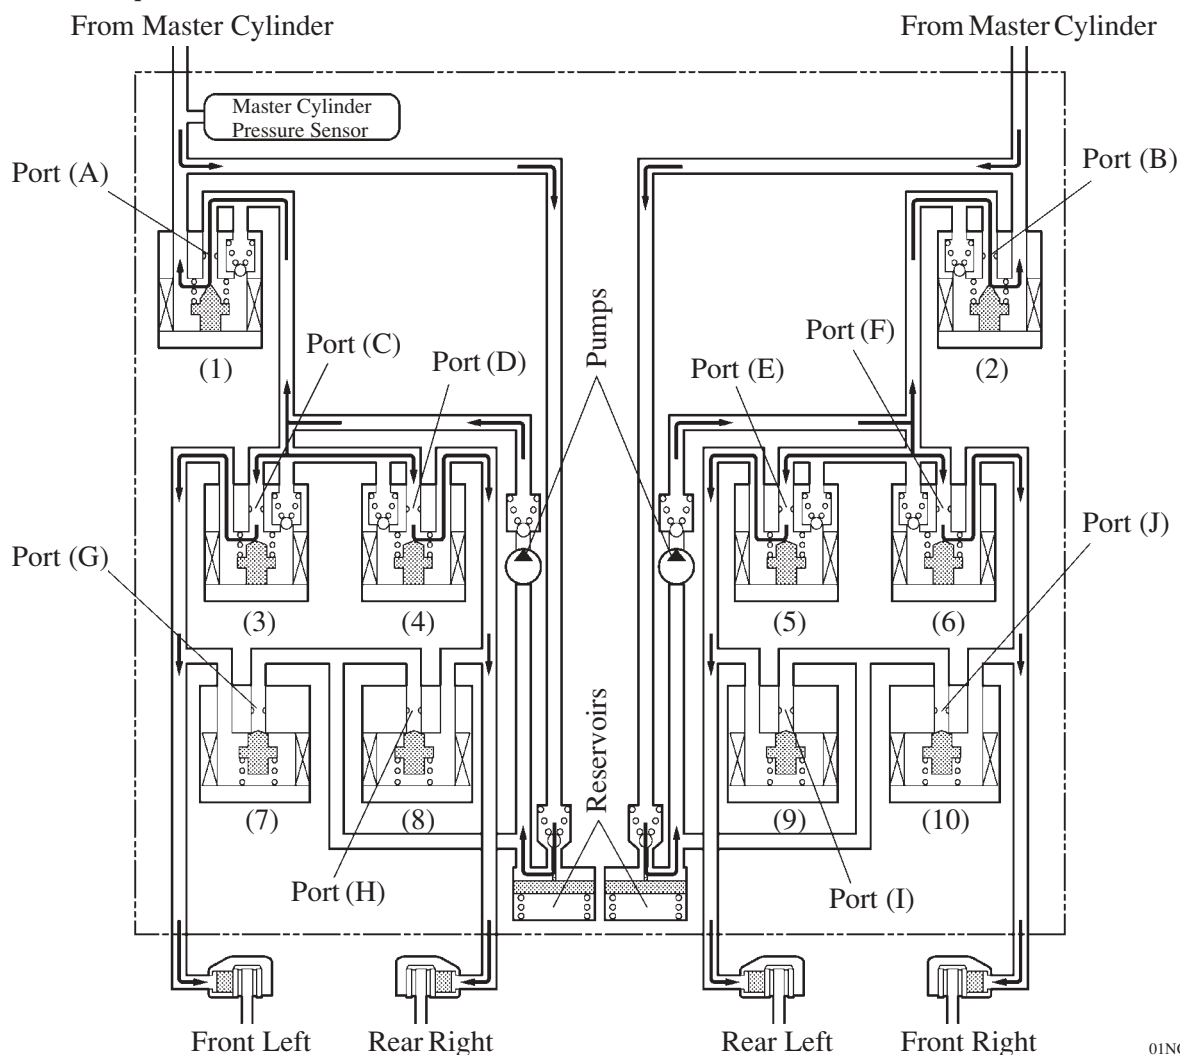 From Master Cylinder
From Master Cylinder
Master Cylinder
Pressure Sensor
Port (A)
Port (B)
(1)
(2)
Port (C)
Port (D)
Pumps
Port (E)
Port (F)
Port (G)
Port (J)
(3)
(4)
(5)
(6)
Reservoirs
(7)
(8)
(9)
(10)
Port (H)
Port (I)
Front Left
Rear Right
Rear Left
Front Right